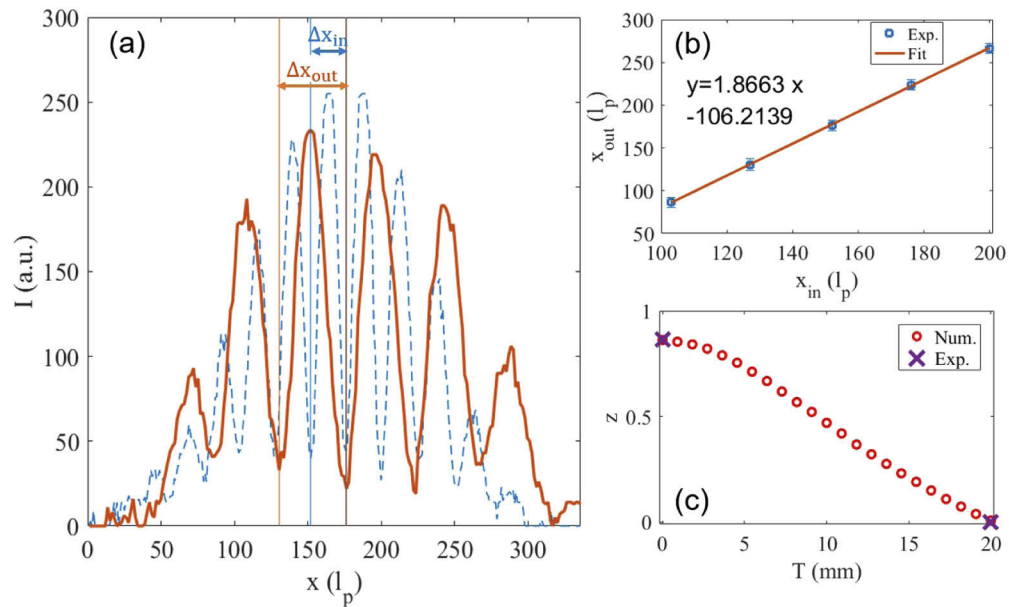 (a)
Δx_in
Δx_out
300
250
200
150
100
50
0
I (a.u.)
0 50 100 150 200 250 300
x (l_p)
(b)
Exp.
Fit
y=1.8663 x
-106.2139
300
250
200
150
100
50
x_out (l_p)
100 120 140 160 180 200
x_in (l_p)
(c)
Num.
Exp.
1
0.5
0
z
0 5 10 15 20
T (mm)